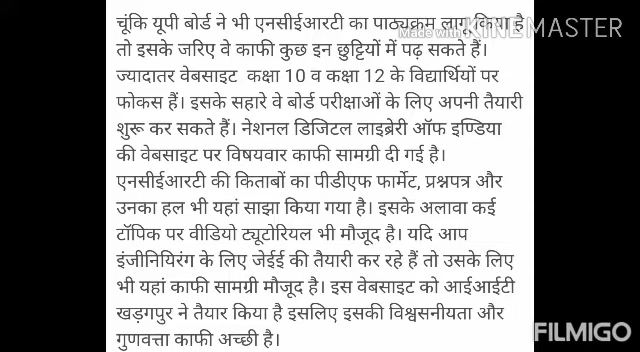 चूंकि यूपी बोर्ड ने भी एनसीईआरटी का पाठ्यक्रम लागू किया है
Made with KINEMASTER
तो इसके जरिए वे काफी कुछ इन छुट्टियों में पढ़ सकते हैं।
ज्यादातर वेबसाइट कक्षा 10 व कक्षा 12 के विद्यार्थियों पर
फोकस हैं। इसके सहारे वे बोर्ड परीक्षाओं के लिए अपनी तैयारी
शुरू कर सकते हैं। नेशनल डिजिटल लाइब्रेरी ऑफ इण्डिया
की वेबसाइट पर विषयवार काफी सामग्री दी गई है।
एनसीईआरटी की किताबों का पीडीएफ फार्मेट, प्रश्नपत्र और
उनका हल भी यहां साझा किया गया है। इसके अलावा कई
टॉपिक पर वीडियो ट्यूटोरियल भी मौजूद है। यदि आप
इंजीनियिरंग के लिए जेईई की तैयारी कर रहे हैं तो उसके लिए
भी यहां काफी सामग्री मौजूद है। इस वेबसाइट को आईआईटी
खड़गपुर ने तैयार किया है इसलिए इसकी विश्वसनीयता और
गुणवत्ता काफी अच्छी है।
FILMIGO